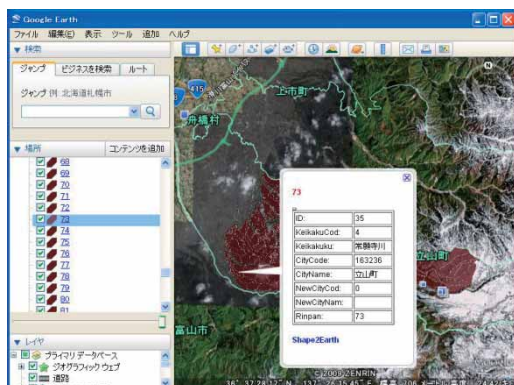 Google Earth
ファイル 編集(E) 表示 ツール 追加 ヘルプ
▼ 検索
ジャンプ ビジネスを検索 ルート
ジャンプ 例: 北海道札幌市
▼ 場所 コンテンツを追加
68
69
70
71
72
73
74
75
76
77
78
79
80
81
▼ レイヤ
プライマリ データベース
ジオグラフィック ウェブ
道路
415
上市町
舟橋村
立山町
富山市
73
ID: 35
KeikakuCod: 4
Keikakuku: 常願寺川
CityCode: 163236
CityName: 立山町
NewCityCod: 0
NewCityNam:
Rinpan: 73
Shape2Earth
© 2008 ZENRIN